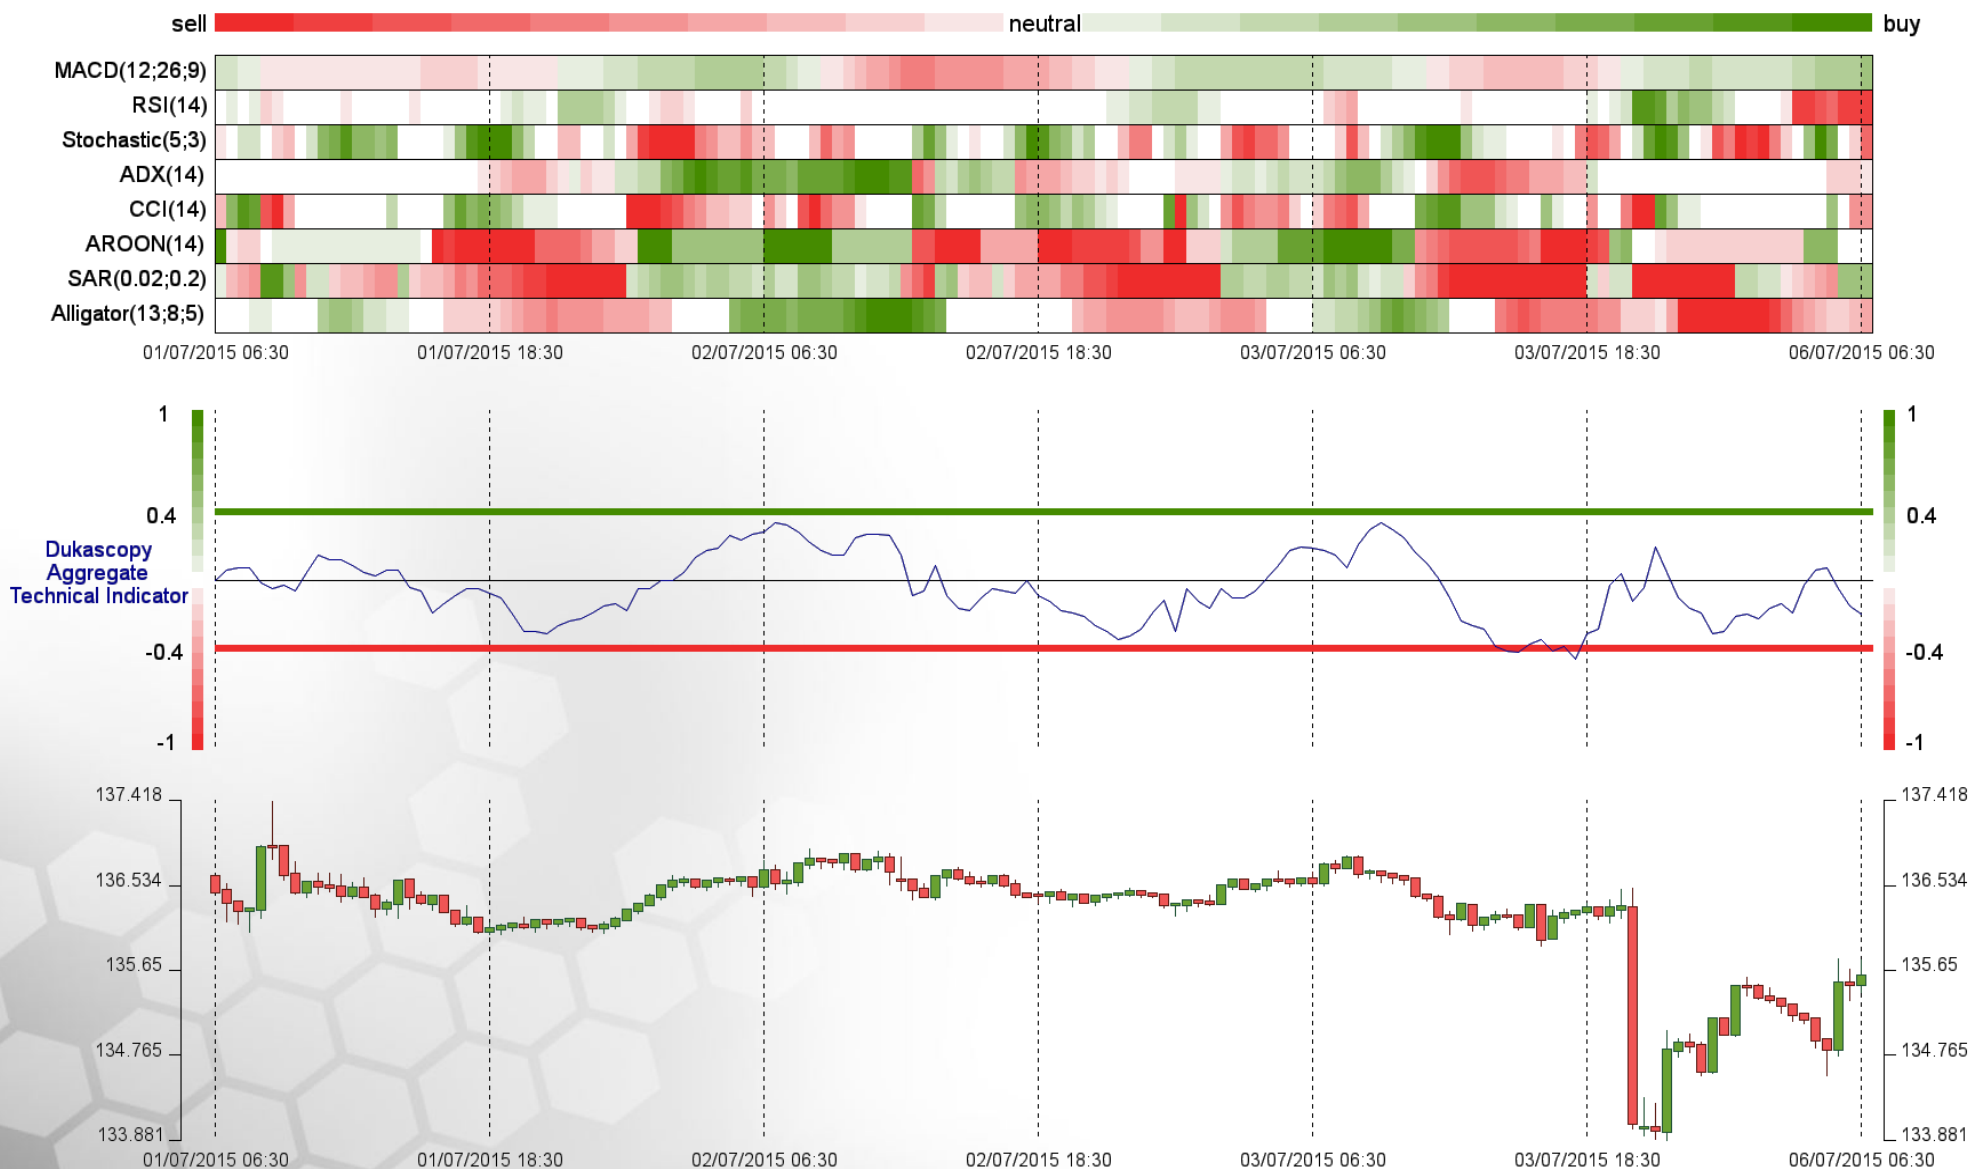 sell neutral buy
MACD(12;26;9)
RSI(14)
Stochastic(5;3)
ADX(14)
CCI(14)
AROON(14)
SAR(0.02;0.2)
Alligator(13;8;5)
01/07/2015 06:30 01/07/2015 18:30 02/07/2015 06:30 02/07/2015 18:30 03/07/2015 06:30 03/07/2015 18:30 06/07/2015 06:30
1 1
0.4 0.4
Dukascopy
Aggregate
Technical Indicator
-0.4 -0.4
-1 -1
137.418 137.418
136.534 136.534
135.65 135.65
134.765 134.765
133.881 133.881
01/07/2015 06:30 01/07/2015 18:30 02/07/2015 06:30 02/07/2015 18:30 03/07/2015 06:30 03/07/2015 18:30 06/07/2015 06:30